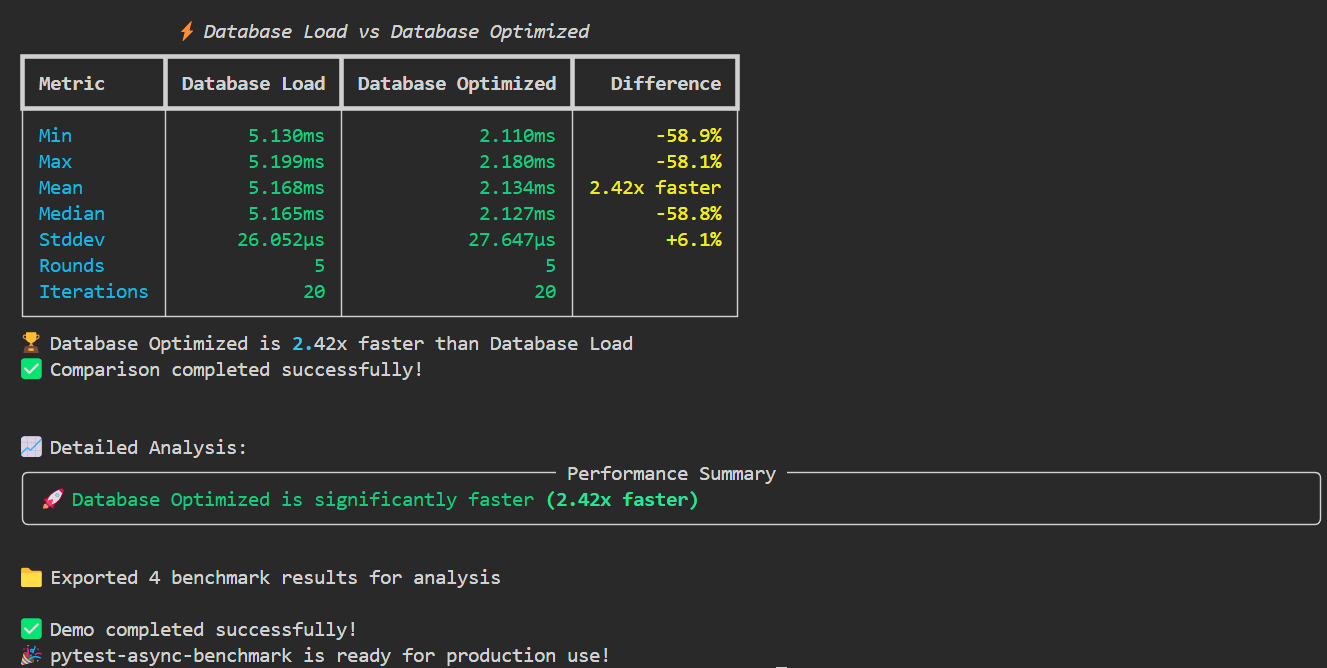 ⚡ Database Load vs Database Optimized
Metric Database Load Database Optimized Difference
Min 5.130ms 2.110ms -58.9%
Max 5.199ms 2.180ms -58.1%
Mean 5.168ms 2.134ms 2.42x faster
Median 5.165ms 2.127ms -58.8%
Stddev 26.052μs 27.647μs +6.1%
Rounds 5 5
Iterations 20 20
🏆 Database Optimized is 2.42x faster than Database Load
✅ Comparison completed successfully!
📈 Detailed Analysis:
Performance Summary
🚀 Database Optimized is significantly faster (2.42x faster)
📁 Exported 4 benchmark results for analysis
✅ Demo completed successfully!
🎉 pytest-async-benchmark is ready for production use!